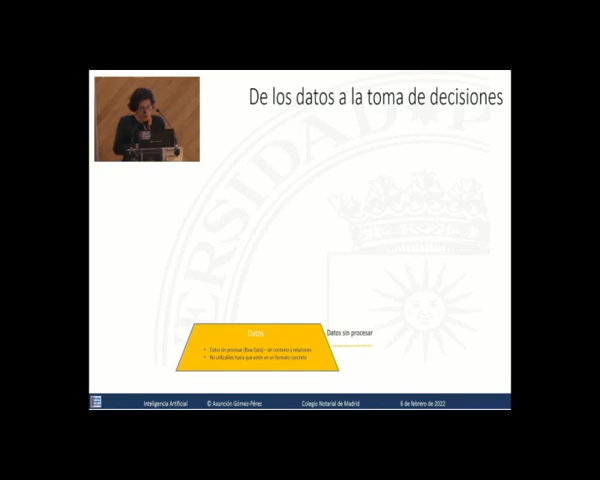 De los datos a la toma de decisiones
Datos
Datos sin procesar
• Datos sin procesar (Raw Data) – sin contexto y relaciones
• No utilizables hasta que estén en un formato concreto
Inteligencia Artificial © Asunción Gómez-Pérez Colegio Notarial de Madrid 6 de febrero de 2022